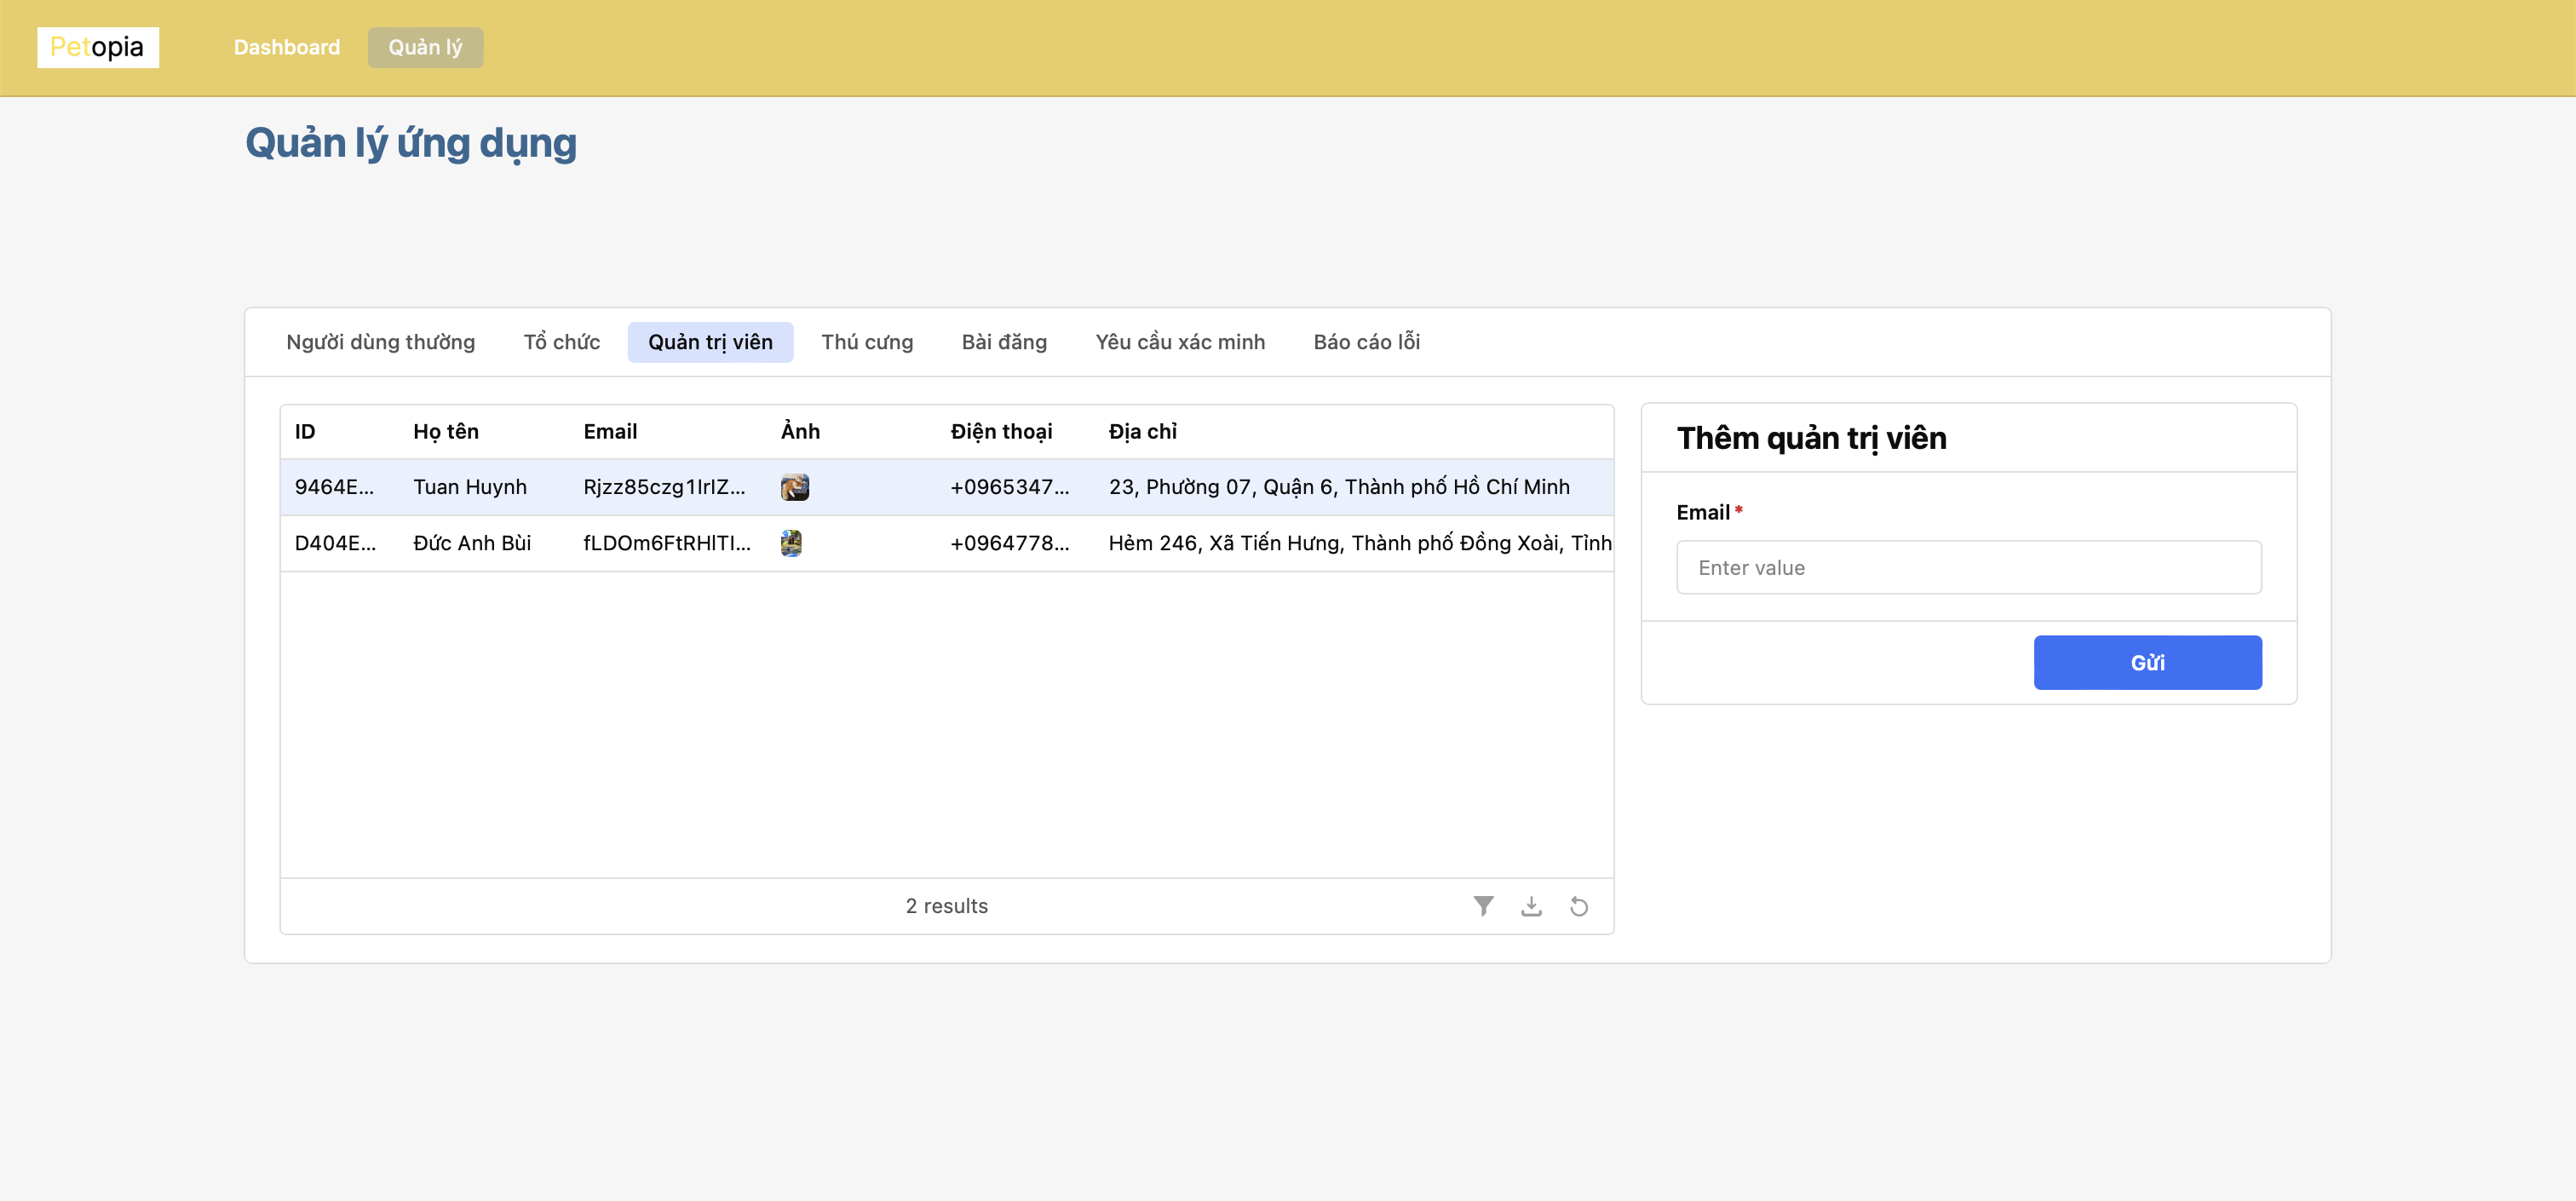 Petopia Dashboard Quản lý
Quản lý ứng dụng
Người dùng thường Tổ chức Quản trị viên Thú cưng Bài đăng Yêu cầu xác minh Báo cáo lỗi
ID Họ tên Email Ảnh Điện thoại Địa chỉ
9464E... Tuan Huynh Rjzz85czg1IrIZ... +0965347... 23, Phường 07, Quận 6, Thành phố Hồ Chí Minh
D404E... Đức Anh Bùi fLDOm6FtRHlTI... +0964778... Hẻm 246, Xã Tiến Hưng, Thành phố Đồng Xoài, Tỉnh
2 results
Thêm quản trị viên
Email *
Enter value
Gửi